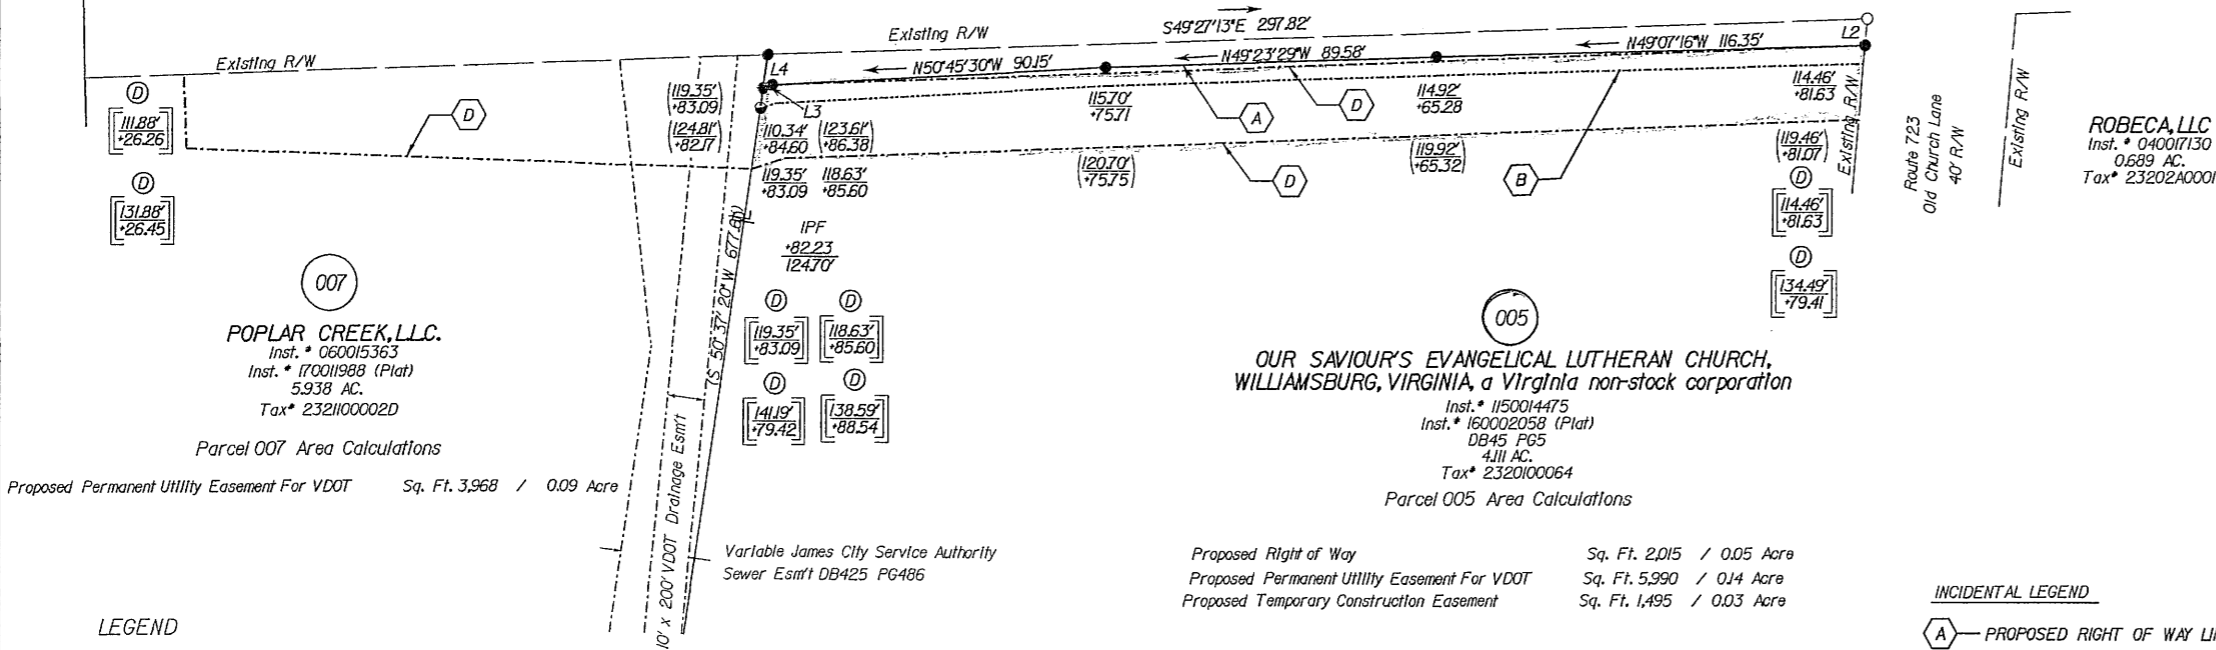 S49°27'13"E 297.82'
Existing R/W
Existing R/W
N50°45'30"W 90.15'
N49°23'29"W 89.58'
N49°07'16"W 116.35'
L2
L4
L3
D
111.88'
+26.26
D
131.88'
+26.45
D
(119.35'
+83.09)
(124.81'
+82.17)
110.34'
+84.60
(123.61'
+86.38)
119.35'
+83.09
118.63'
+85.60
115.70'
+75.71
A
D
114.92'
+65.28
114.46'
+81.63
(120.70'
+75.75)
D
(119.92'
+65.32)
B
(119.46'
+81.07)
D
[114.46'
+81.63]
D
[134.49'
+79.41]
Existing R/W
Route 723
Old Church Lane
40' R/W
Existing R/W
ROBECA, LLC
Inst. # 040017130
0.689 AC.
Tax# 23202A0001
IPF
+82.23
124.70'
D
[119.35'
+83.09]
D
[118.63'
+85.60]
D
[141.19'
+79.42]
D
[138.59'
+88.54]
007
POPLAR CREEK, L.L.C.
Inst. # 060015363
Inst. # 170011988 (Plat)
5.938 AC.
Tax# 2321100002D
Parcel 007 Area Calculations
Proposed Permanent Utility Easement For VDOT Sq. Ft. 3,968 / 0.09 Acre
10' x 200' VDOT Drainage Esm't
Variable James City Service Authority
Sewer Esm't DB425 PG486
005
OUR SAVIOUR'S EVANGELICAL LUTHERAN CHURCH,
WILLIAMSBURG, VIRGINIA, a Virginia non-stock corporation
Inst. # 1150014475
Inst. # 160002058 (Plat)
DB45 PG5
4.111 AC.
Tax# 2320100064
Parcel 005 Area Calculations
Proposed Right of Way Sq. Ft. 2,015 / 0.05 Acre
Proposed Permanent Utility Easement For VDOT Sq. Ft. 5,990 / 0.14 Acre
Proposed Temporary Construction Easement Sq. Ft. 1,495 / 0.03 Acre
LEGEND
INCIDENTAL LEGEND
A PROPOSED RIGHT OF WAY